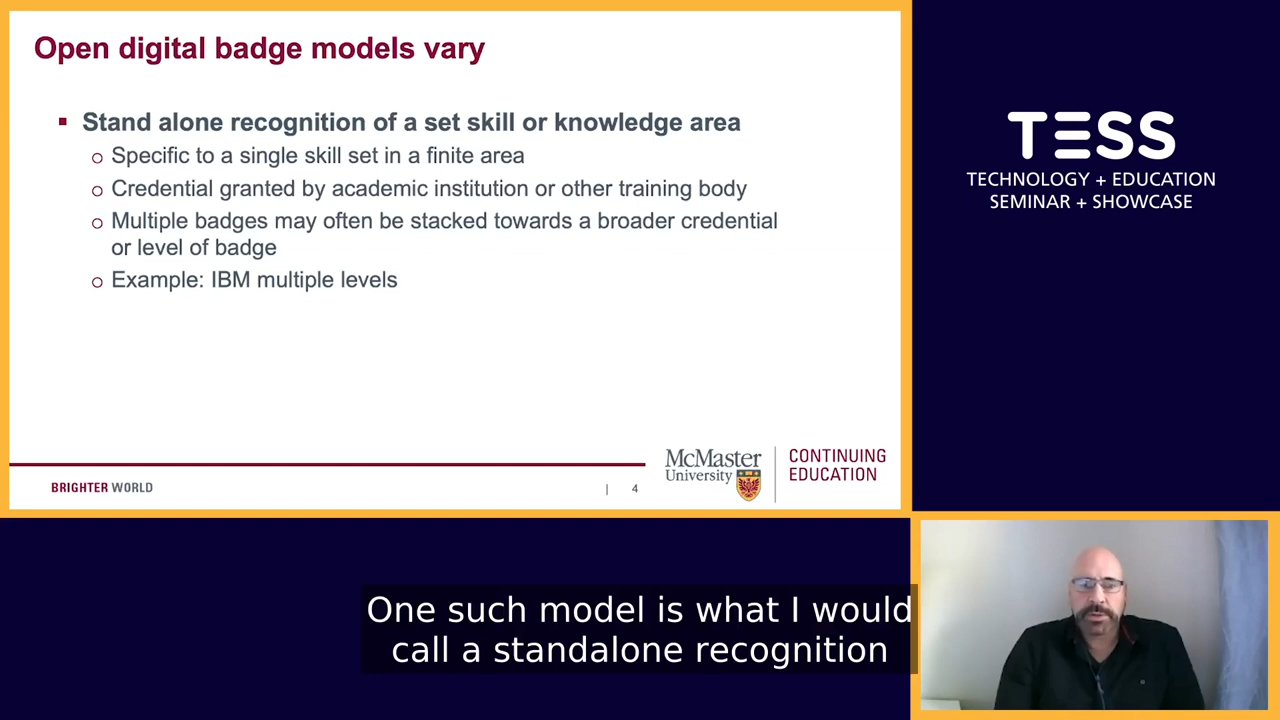 Open digital badge models vary
▪ Stand alone recognition of a set skill or knowledge area
o Specific to a single skill set in a finite area
o Credential granted by academic institution or other training body
o Multiple badges may often be stacked towards a broader credential
or level of badge
o Example: IBM multiple levels
BRIGHTER WORLD
| 4
McMaster
University
CONTINUING
EDUCATION
TESS
TECHNOLOGY + EDUCATION
SEMINAR + SHOWCASE
One such model is what I would
call a standalone recognition